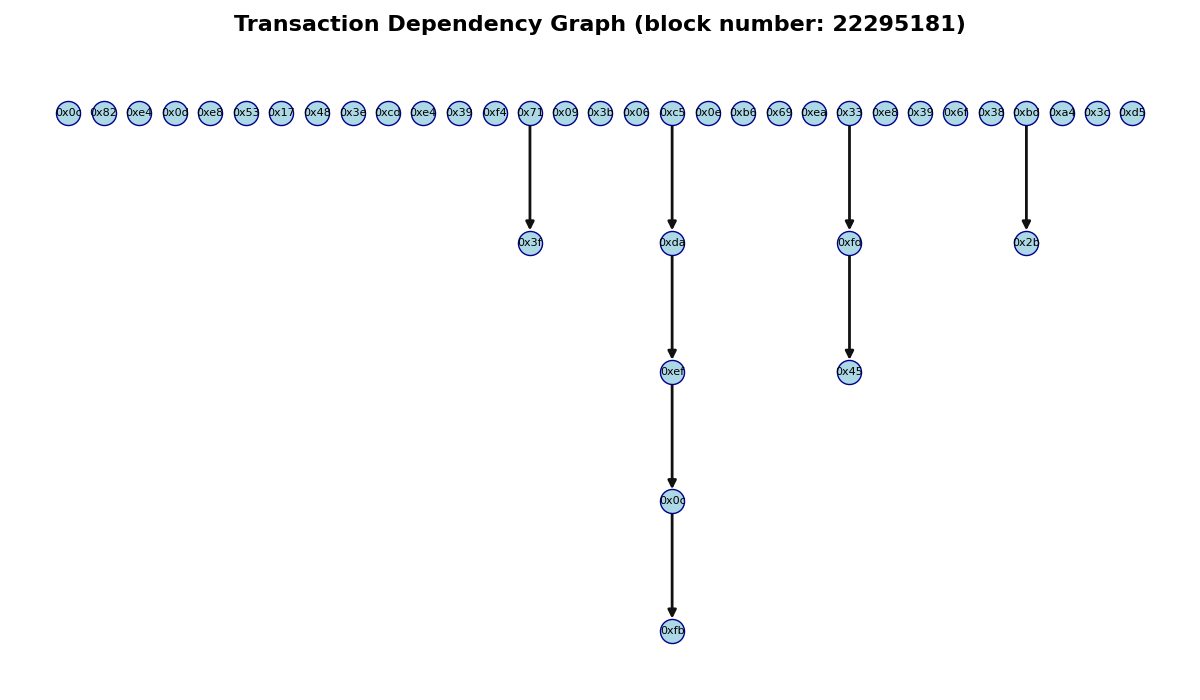 Transaction Dependency Graph (block number: 22295181)
0x0c 0x82 0xe4 0x0d 0xe8 0x53 0x17 0x48 0x3e 0xcd 0xe4 0x39 0xf4 0x71 0x09 0x3b 0x06 0xc5 0x0e 0xb6 0x69 0xea 0x33 0xe8 0x39 0x6f 0x38 0xbd 0xa4 0x3c 0xd5
0x3f 0xda 0xfd 0x2b
0xef 0x45
0x0c
0xfb